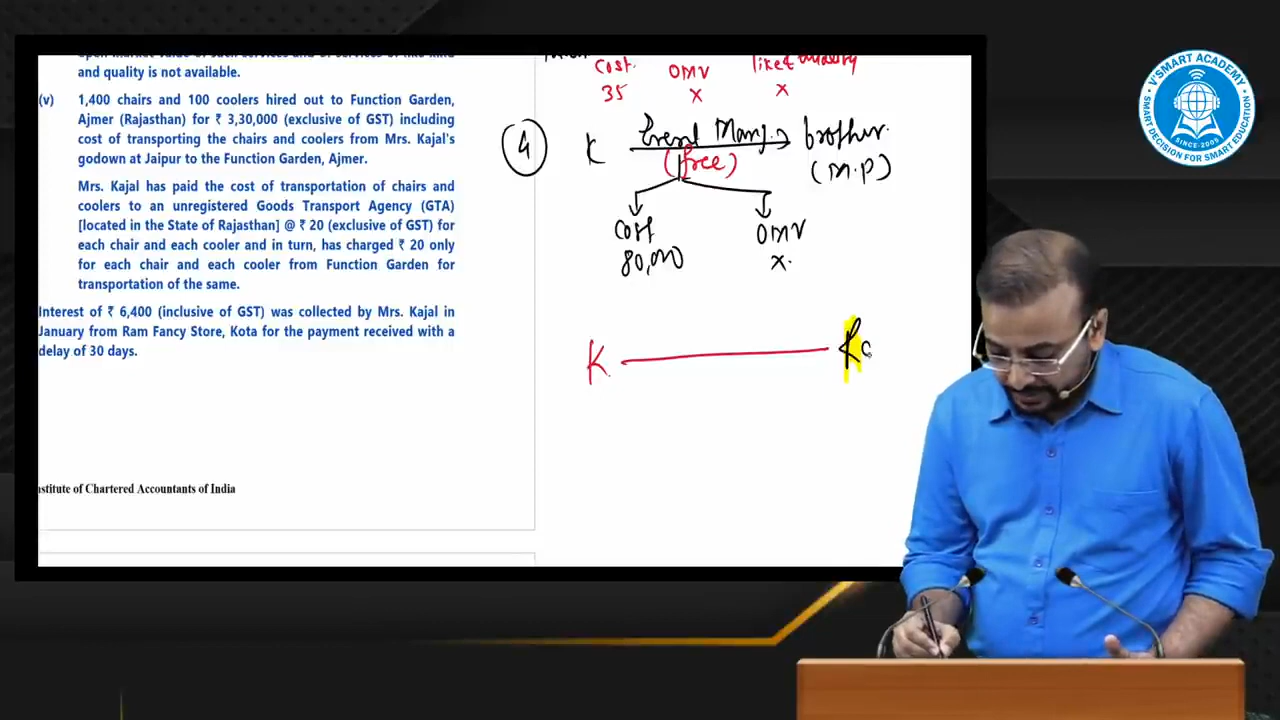 and quality is not available.
(v) 1,400 chairs and 100 coolers hired out to Function Garden,
Ajmer (Rajasthan) for ₹ 3,30,000 (exclusive of GST) including
cost of transporting the chairs and coolers from Mrs. Kajal's
godown at Jaipur to the Function Garden, Ajmer.
Mrs. Kajal has paid the cost of transportation of chairs and
coolers to an unregistered Goods Transport Agency (GTA)
[located in the State of Rajasthan] @ ₹ 20 (exclusive of GST) for
each chair and each cooler and in turn, has charged ₹ 20 only
for each chair and each cooler from Function Garden for
transportation of the same.
Interest of ₹ 6,400 (inclusive of GST) was collected by Mrs. Kajal in
January from Ram Fancy Store, Kota for the payment received with a
delay of 30 days.
stitute of Chartered Accountants of India
cost. OMV
35 x x
4 K Event Mang. brother.
(free) (m.p)
cost OMV
80,000 x.
K Ra
V'SMART ACADEMY
SINCE-2009
SMART DECISION FOR SMART EDUCATION